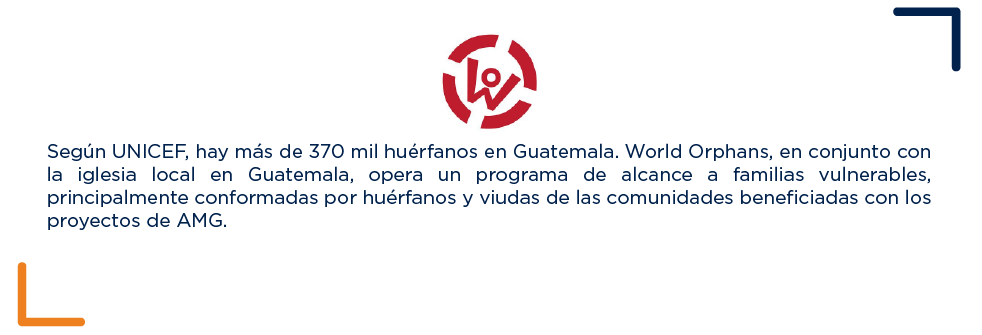 WO
Según UNICEF, hay más de 370 mil huérfanos en Guatemala. World Orphans, en conjunto con
la iglesia local en Guatemala, opera un programa de alcance a familias vulnerables,
principalmente conformadas por huérfanos y viudas de las comunidades beneficiadas con los
proyectos de AMG.